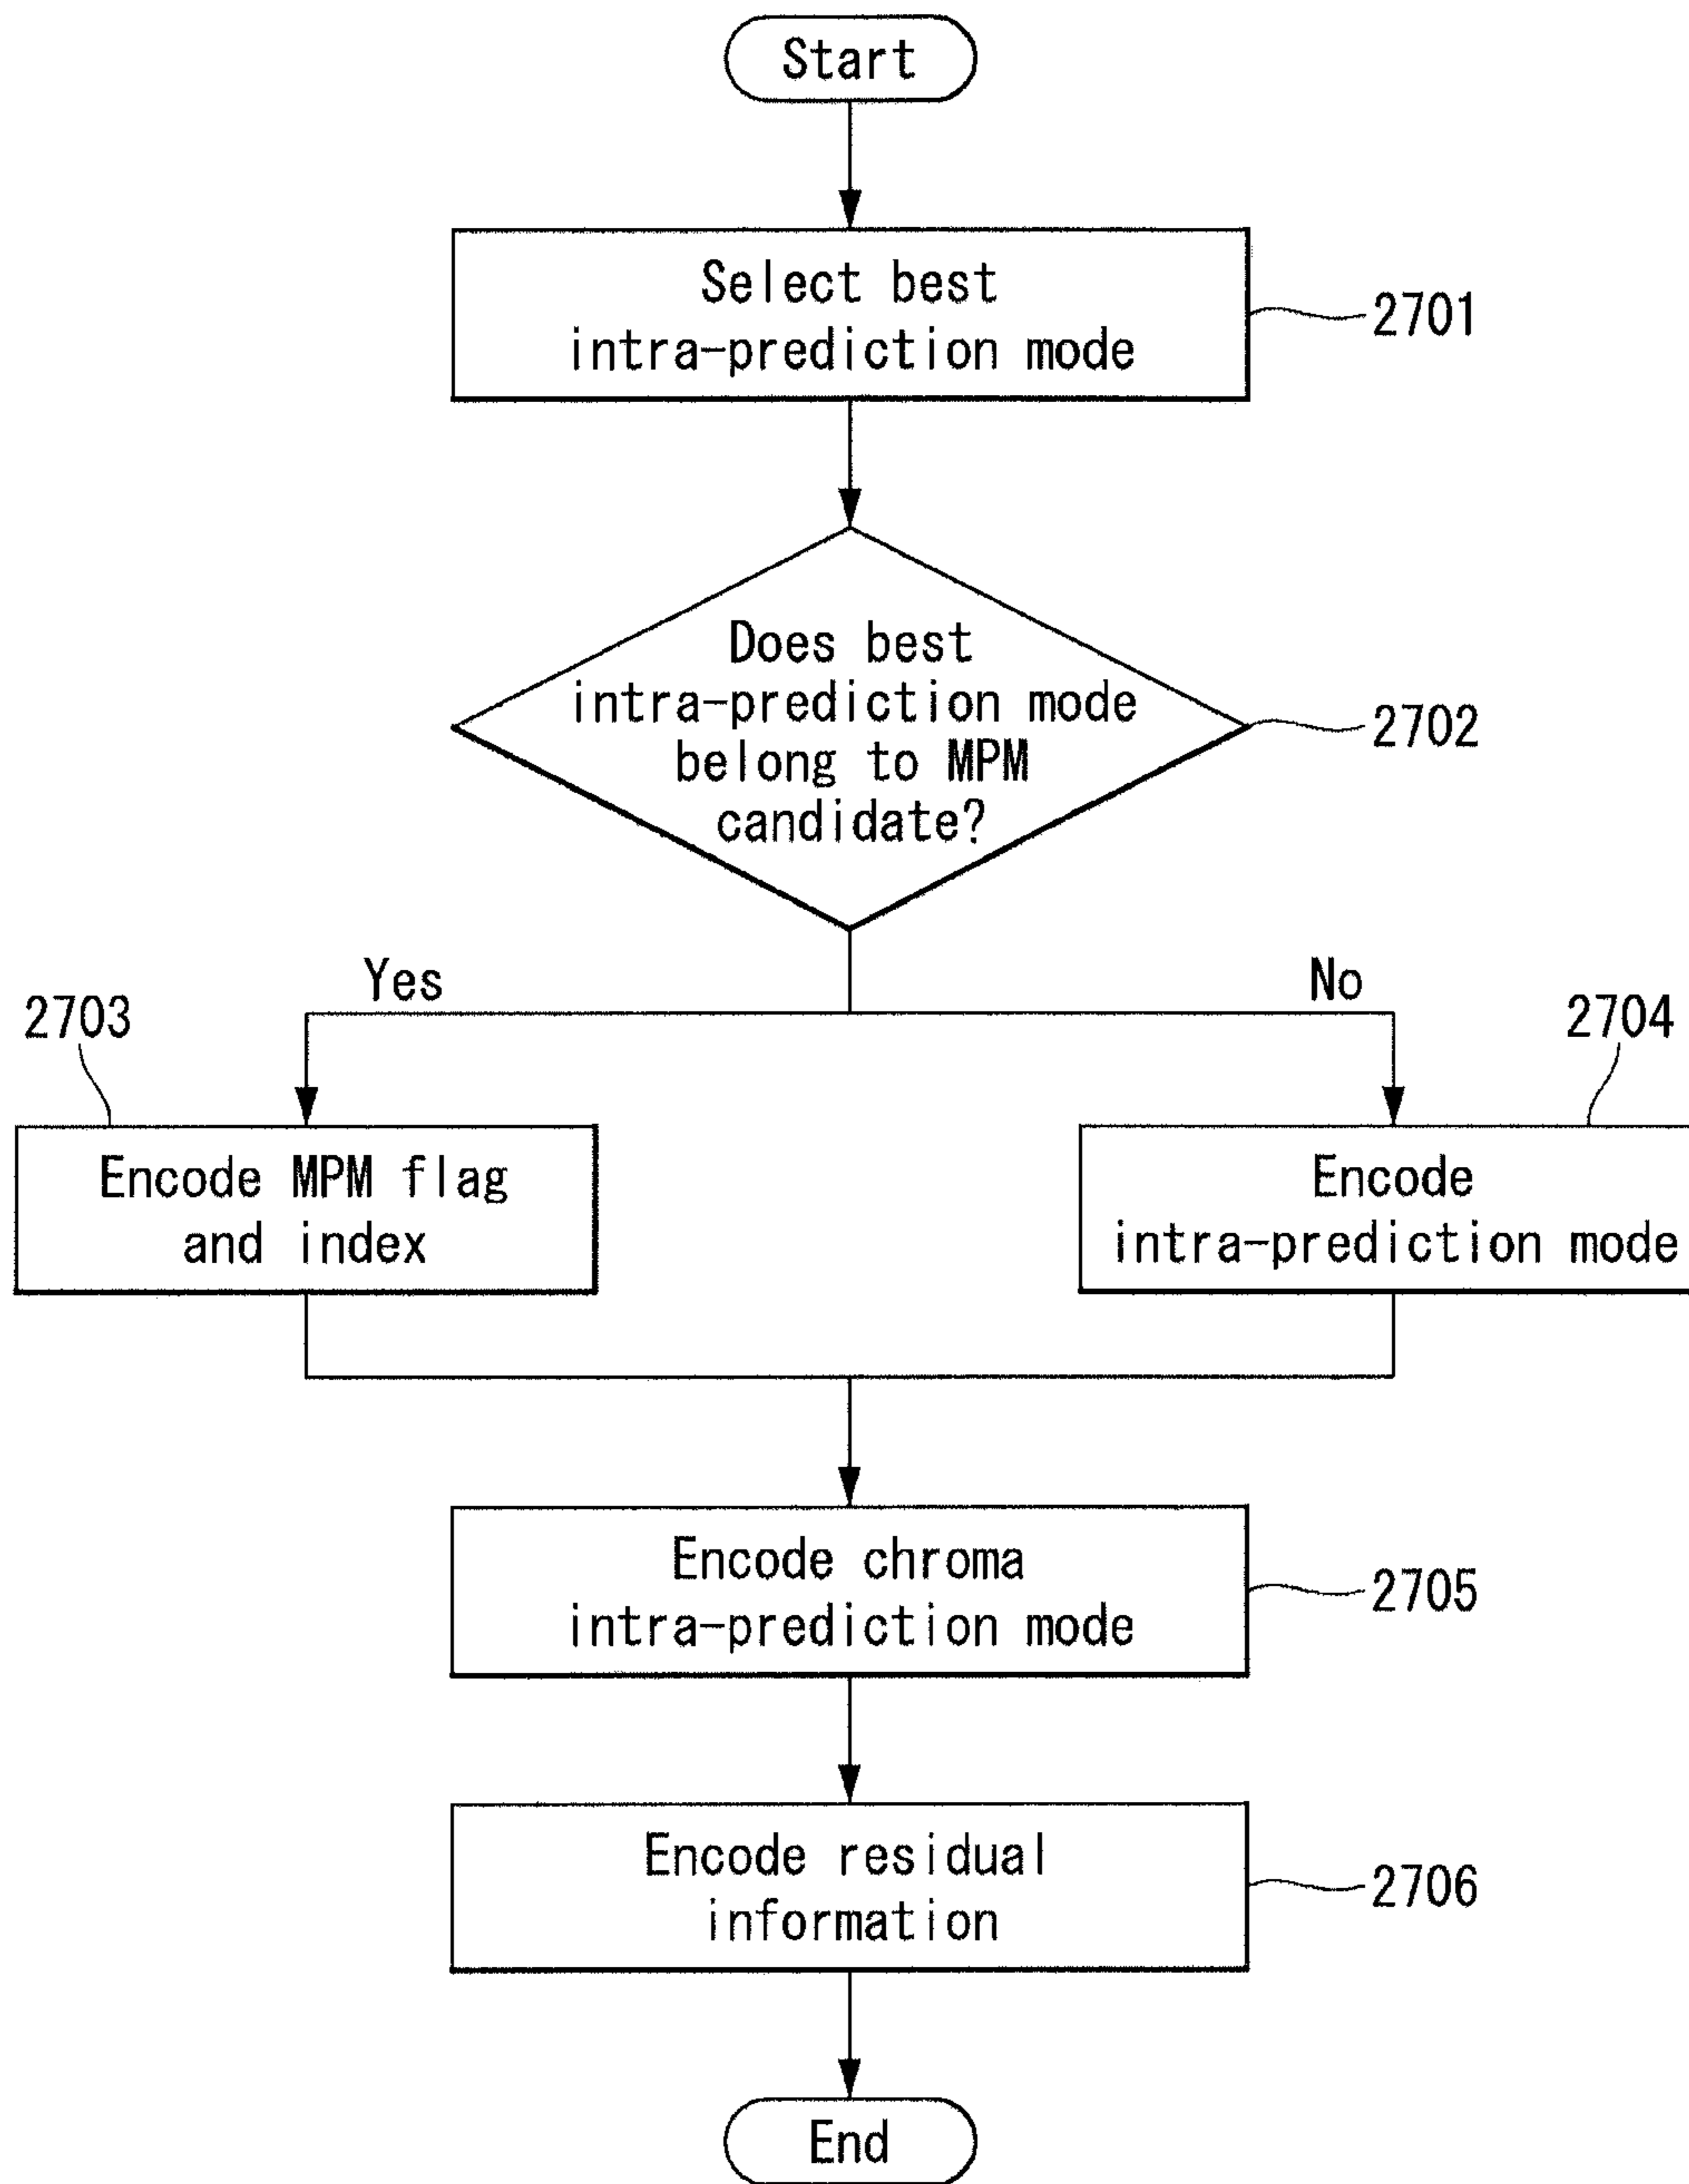 Start
Select best
intra-prediction mode
2701
Does best
intra-prediction mode
belong to MPM
candidate?
2702
Yes
No
2703
2704
Encode MPM flag
and index
Encode
intra-prediction mode
Encode chroma
intra-prediction mode
2705
Encode residual
information
2706
End